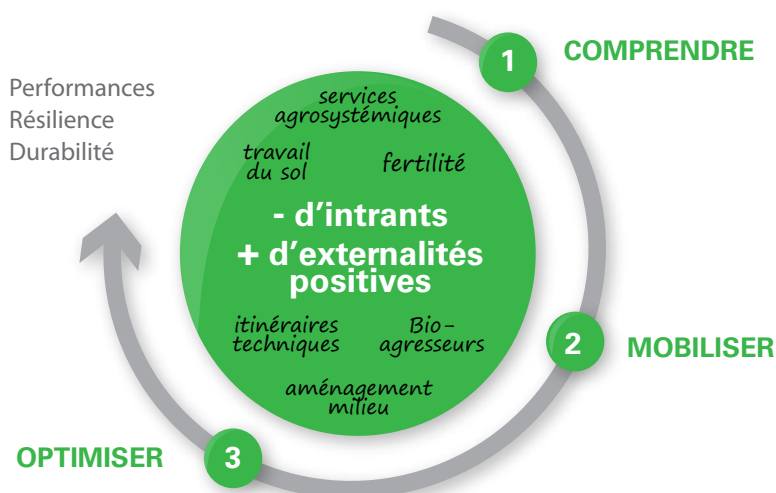 1
COMPRENDRE
Performances
Résilience
Durabilité
services
agrosystémiques
travail
du sol
fertilité
- d’intrants
+ d’externalités
positives
itinéraires
techniques
Bio-
agresseurs
aménagement
milieu
2
MOBILISER
OPTIMISER
3